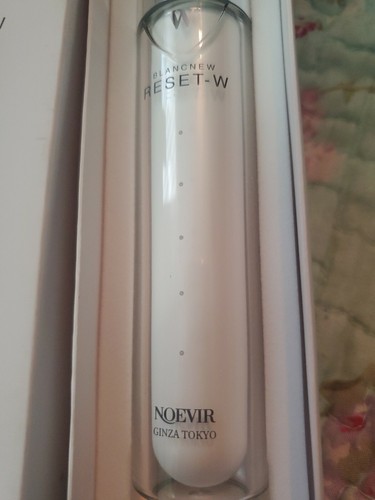 BLANCNEW
RESET-W
NOEVIR
GINZA TOKYO